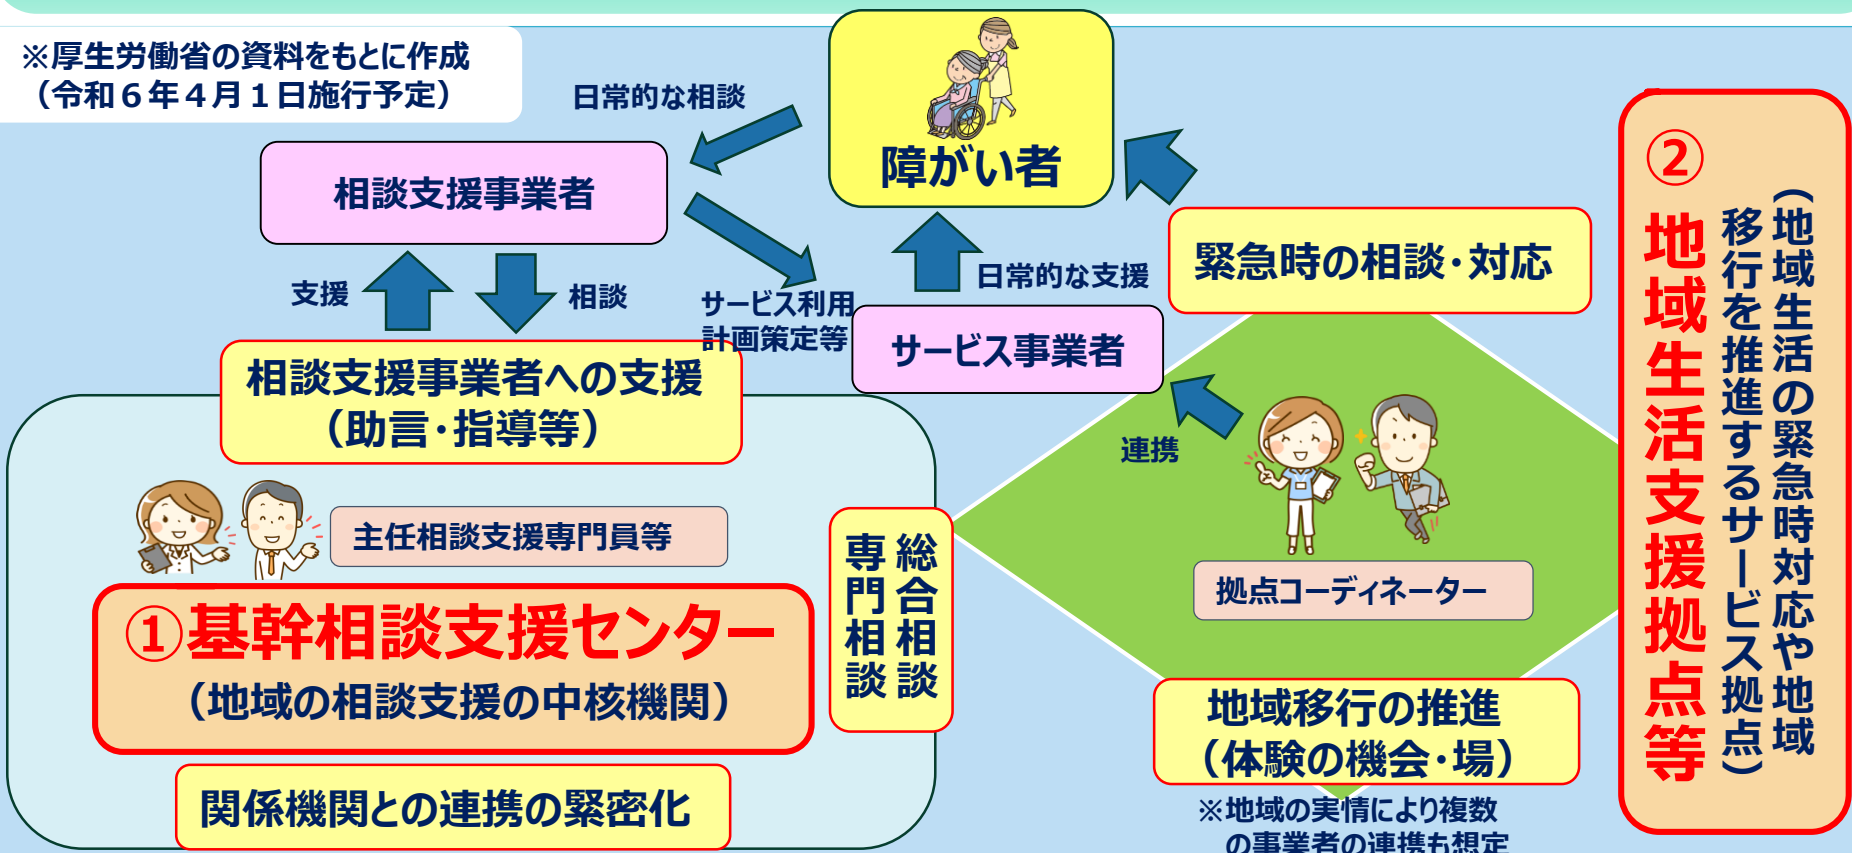 ※厚生労働省の資料をもとに作成
（令和６年４月１日施行予定）
日常的な相談
障がい者
相談支援事業者
支援
相談
サービス利用
計画策定等
日常的な支援
サービス事業者
緊急時の相談・対応
連携
相談支援事業者への支援
（助言・指導等）
主任相談支援専門員等
①基幹相談支援センター
（地域の相談支援の中核機関）
関係機関との連携の緊密化
総合相談
専門相談
拠点コーディネーター
地域移行の推進
（体験の機会・場）
※地域の実情により複数
の事業者の連携も想定
②地域生活支援拠点等
（地域生活の緊急時対応や地域
移行を推進するサービス拠点）